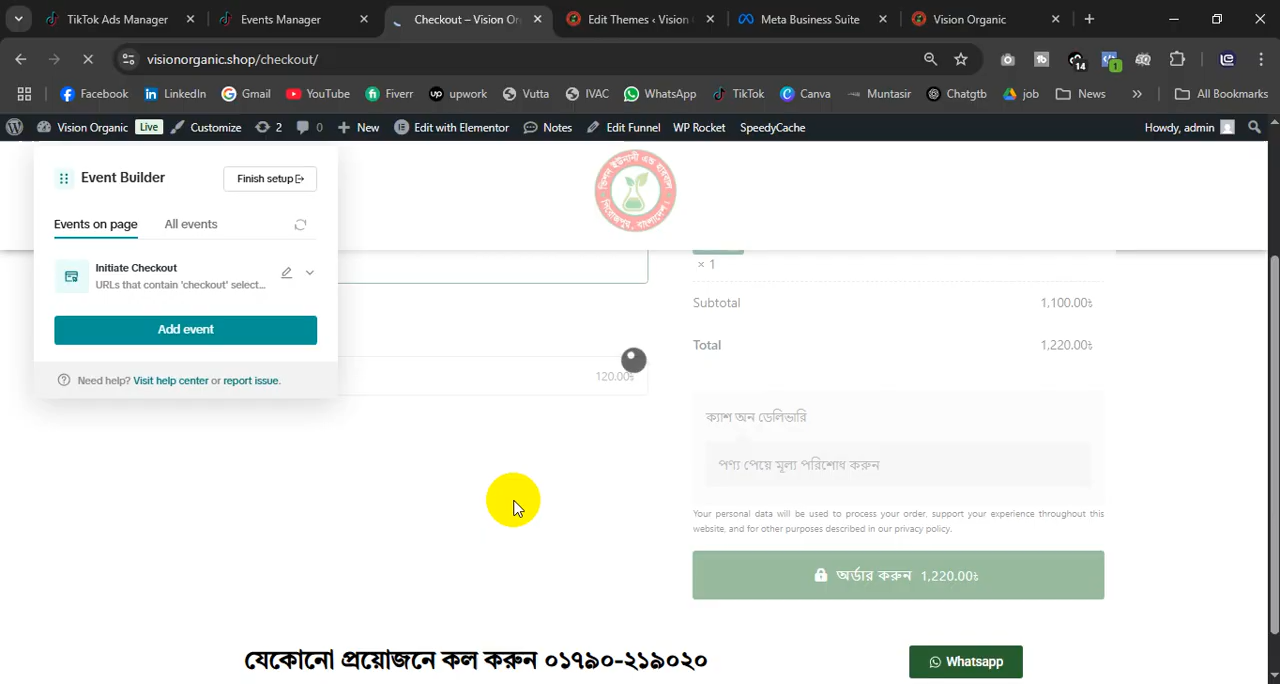 TikTok Ads Manager
Events Manager
Checkout – Vision Or
Edit Themes ‹ Vision
Meta Business Suite
Vision Organic
visionorganic.shop/checkout/
14
1
Facebook
LinkedIn
Gmail
YouTube
Fiverr
upwork
Vutta
IVAC
WhatsApp
TikTok
Canva
Muntasir
Chatgtb
job
News
All Bookmarks
Vision Organic
Live
Customize
2
0
New
Edit with Elementor
Notes
Edit Funnel
WP Rocket
SpeedyCache
Howdy, admin
Event Builder
Finish setup
Events on page
All events
Initiate Checkout
URLs that contain 'checkout' select...
Add event
Need help? Visit help center or report issue.
120.00৳
× 1
Subtotal
1,100.00৳
Total
1,220.00৳
ক্যাশ অন ডেলিভারি
পণ্য পেয়ে মূল্য পরিশোধ করুন
Your personal data will be used to process your order, support your experience throughout this
website, and for other purposes described in our privacy policy.
অর্ডার করুন 1,220.00৳
যেকোনো প্রয়োজনে কল করুন ০১৭৯০-২১৯০২০
Whatsapp